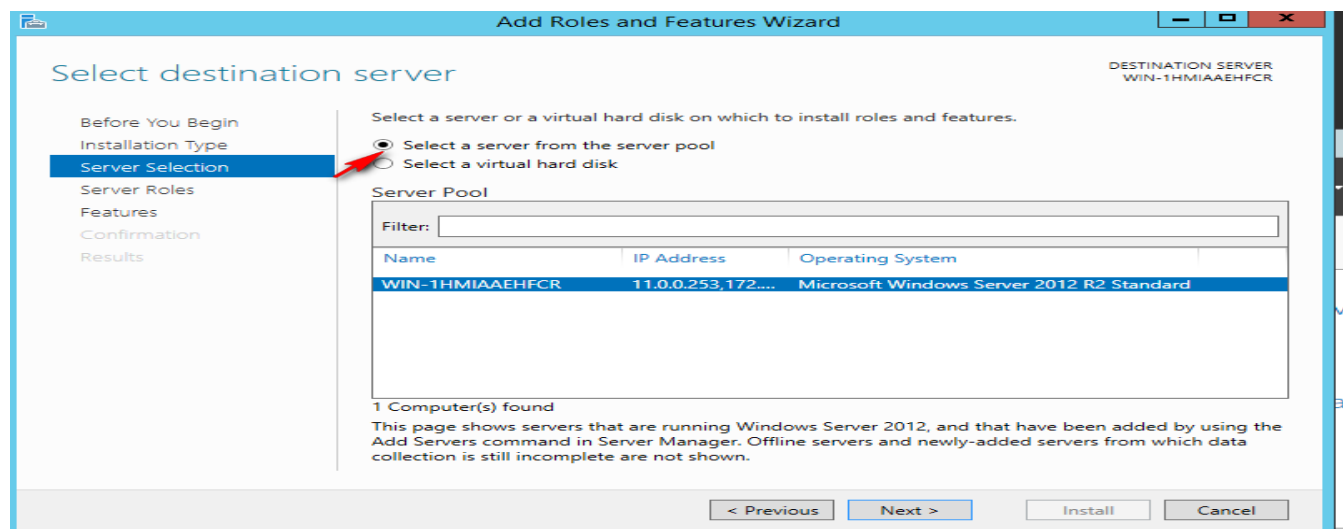 Add Roles and Features Wizard
Select destination server
DESTINATION SERVER
WIN-1HMIAAEHFCR
Before You Begin
Installation Type
Server Selection
Server Roles
Features
Confirmation
Results
Select a server or a virtual hard disk on which to install roles and features.
Select a server from the server pool
Select a virtual hard disk
Server Pool
Filter:
Name IP Address Operating System
WIN-1HMIAAEHFCR 11.0.0.253,172.... Microsoft Windows Server 2012 R2 Standard
1 Computer(s) found
This page shows servers that are running Windows Server 2012, and that have been added by using the
Add Servers command in Server Manager. Offline servers and newly-added servers from which data
collection is still incomplete are not shown.
< Previous Next > Install Cancel